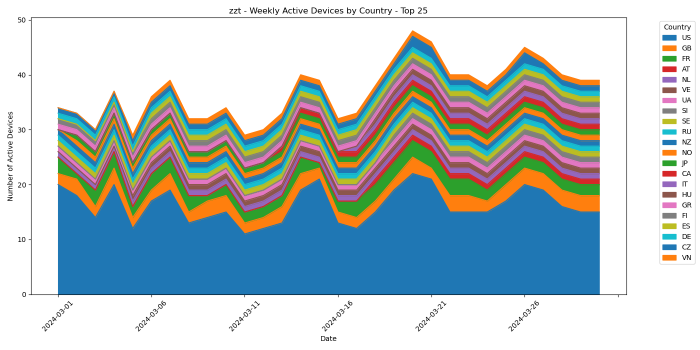 zzt - Weekly Active Devices by Country - Top 25
Number of Active Devices
50
40
30
20
10
0
2024-03-01
2024-03-06
2024-03-11
2024-03-16
2024-03-21
2024-03-26
Date
Country
US
GB
FR
AT
NL
VE
UA
SI
SE
RU
NZ
NO
JP
CA
IT
HU
GR
FI
ES
DE
CZ
VN